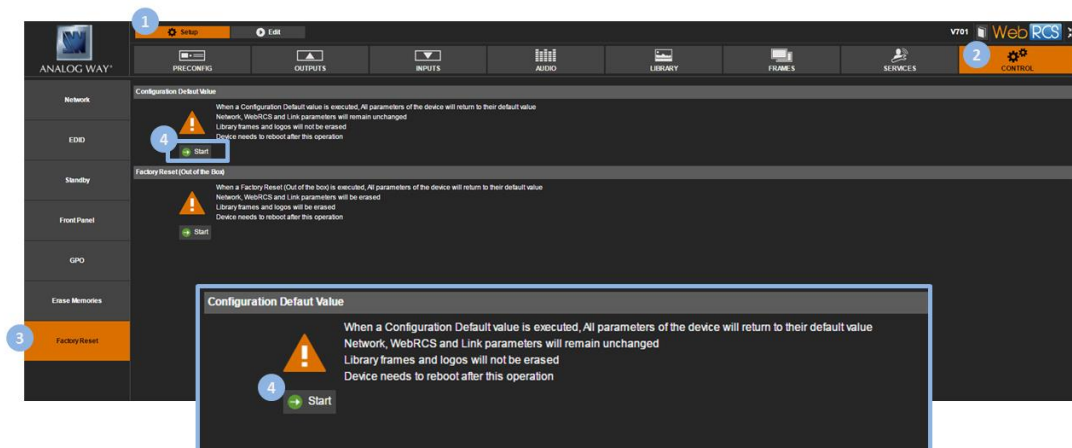 1
Setup
Edit
V701
WebRCS
ANALOG WAY®
PRECONFIG
OUTPUTS
INPUTS
AUDIO
LIBRARY
FRAMES
SERVICES
2
CONTROL
Network
EDID
Standby
Front Panel
GPO
Erase Memories
3
Factory Reset
Configuration Defaut Value
When a Configuration Default value is executed, All parameters of the device will return to their default value
Network, WebRCS and Link parameters will remain unchanged
Library frames and logos will not be erased
Device needs to reboot after this operation
4
Start
Factory Reset (Out of the Box)
When a Factory Reset (Out of the box) is executed, All parameters of the device will return to their default value
Network, WebRCS and Link parameters will be erased
Library frames and logos will be erased
Device needs to reboot after this operation
Start
Configuration Defaut Value
When a Configuration Default value is executed, All parameters of the device will return to their default value
Network, WebRCS and Link parameters will remain unchanged
Library frames and logos will not be erased
Device needs to reboot after this operation
4
Start